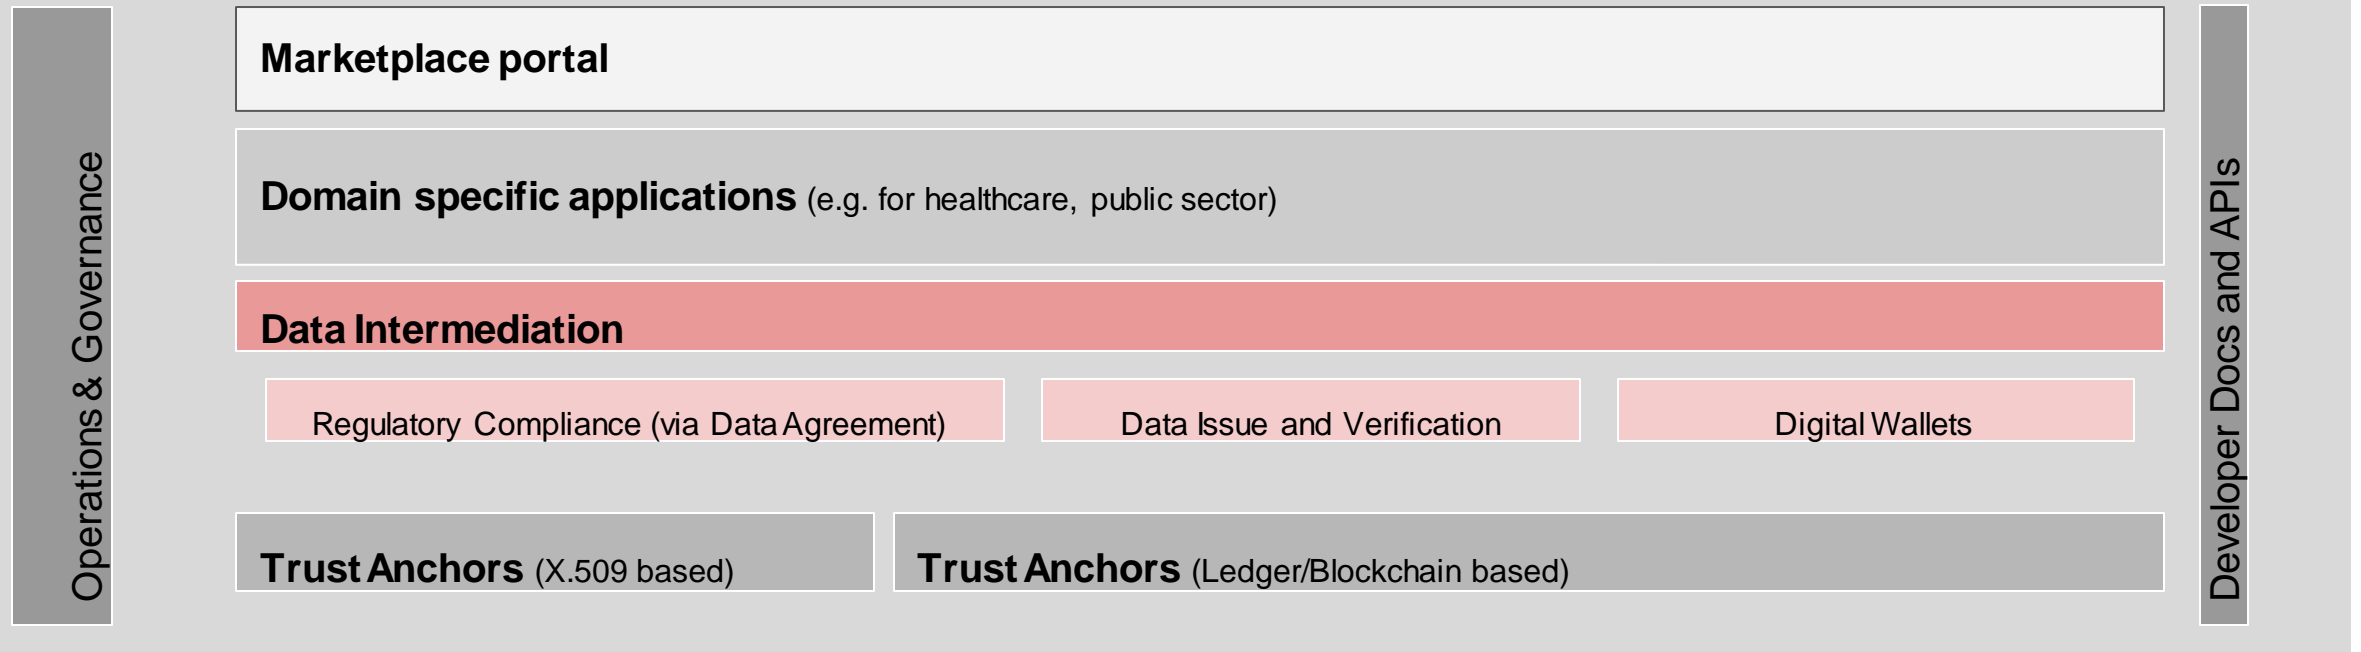 Operations & Governance
Marketplace portal
Domain specific applications (e.g. for healthcare, public sector)
Data Intermediation
Regulatory Compliance (via Data Agreement)
Data Issue and Verification
Digital Wallets
Trust Anchors (X.509 based)
Trust Anchors (Ledger/Blockchain based)
Developer Docs and APIs